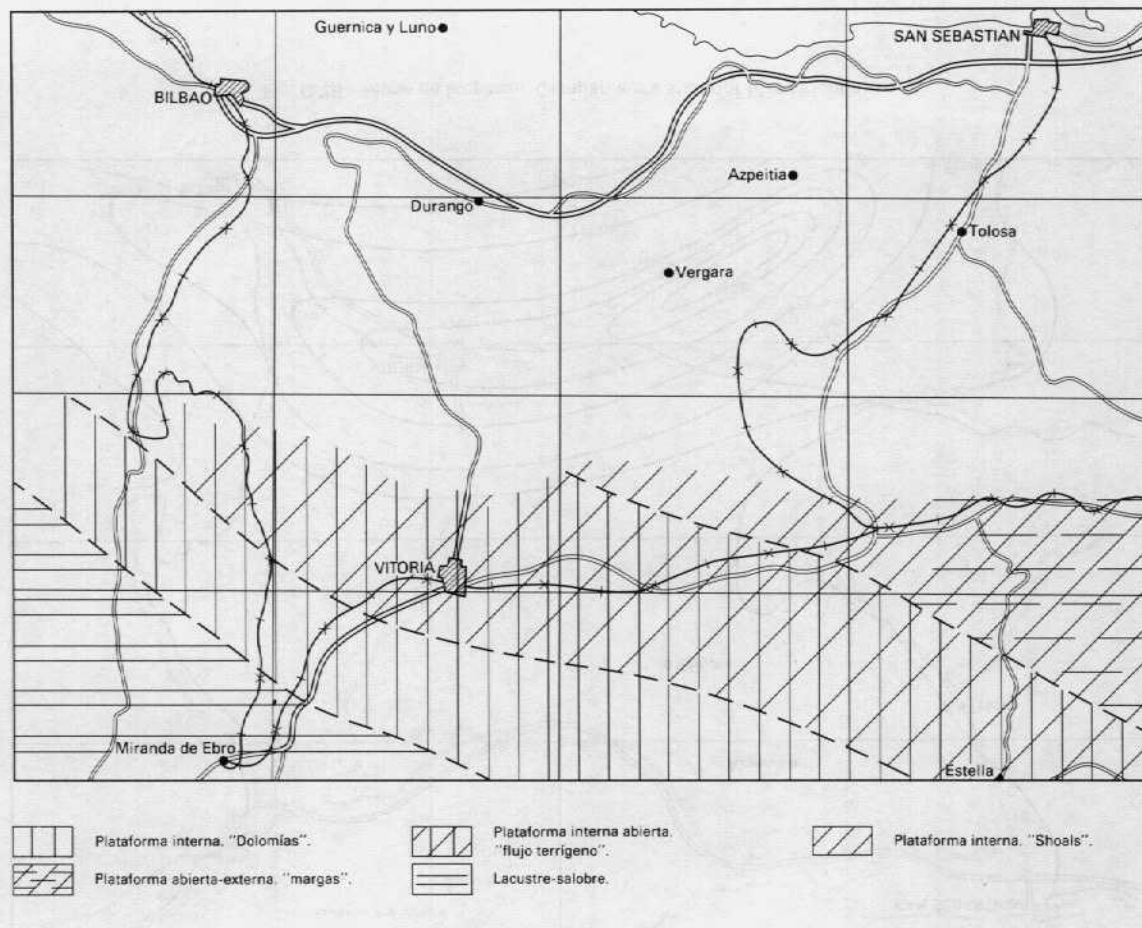 Guernica y Luno
SAN SEBASTIAN
BILBAO
Azpeitia
Durango
Tolosa
Vergara
VITORIA
Miranda de Ebro
Estella
Plataforma interna. "Dolomías".
Plataforma interna abierta.
"flujo terrígeno".
Plataforma interna. "Shoals".
Plataforma abierta-externa. "margas".
Lacustre-salobre.